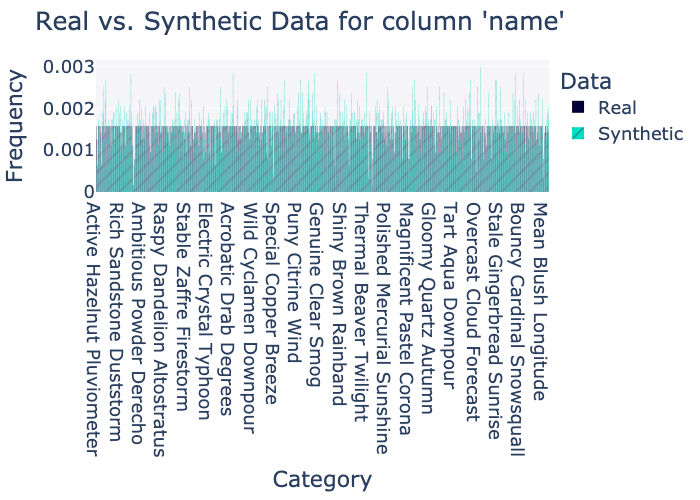 Real vs. Synthetic Data for column 'name'
Frequency
0.003
0.002
0.001
0
Data
Real
Synthetic
Active Hazelnut Pluviometer
Rich Sandstone Duststorm
Ambitious Powder Derecho
Raspy Dandelion Altostratus
Stable Zaffre Firestorm
Electric Crystal Typhoon
Acrobatic Drab Degrees
Wild Cyclamen Downpour
Special Copper Breeze
Puny Citrine Wind
Genuine Clear Smog
Shiny Brown Rainband
Thermal Beaver Twilight
Polished Mercurial Sunshine
Magnificent Pastel Corona
Gloomy Quartz Autumn
Tart Aqua Downpour
Overcast Cloud Forecast
Stale Gingerbread Sunrise
Bouncy Cardinal Snowsquall
Mean Blush Longitude
Category